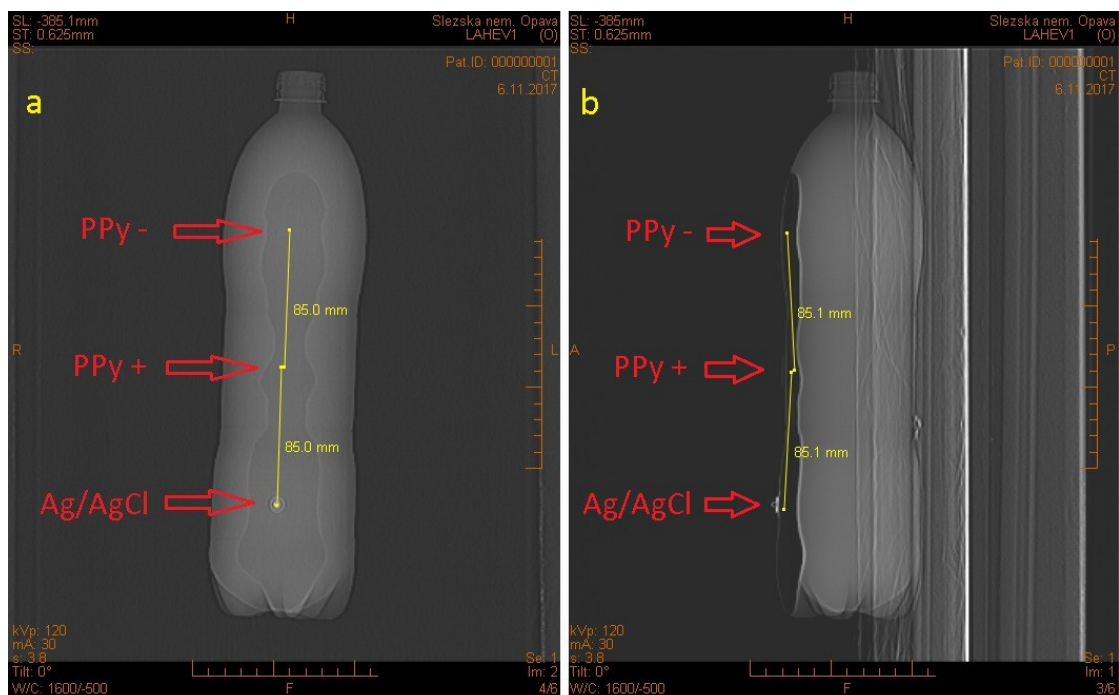 SL: -385.1mm
ST: 0.625mm
SS:
H
Slezska nem. Opava
LAHEV1 (O)
Pat.ID: 000000001
CT
6.11.2017
a
PPy -
85.0 mm
R
L
PPy +
85.0 mm
Ag/AgCl
kVp: 120
mA: 30
s: 3.8
Tilt: 0°
W/C: 1600/-500
F
Se: 1
Im: 2
4/6
SL: -385mm
ST: 0.625mm
SS:
H
Slezska nem. Opava
LAHEV1 (O)
Pat.ID: 000000001
CT
6.11.2017
b
PPy -
85.1 mm
A
P
PPy +
85.1 mm
Ag/AgCl
kVp: 120
mA: 30
s: 3.8
Tilt: 0°
W/C: 1600/-500
F
Se: 1
Im: 1
3/6